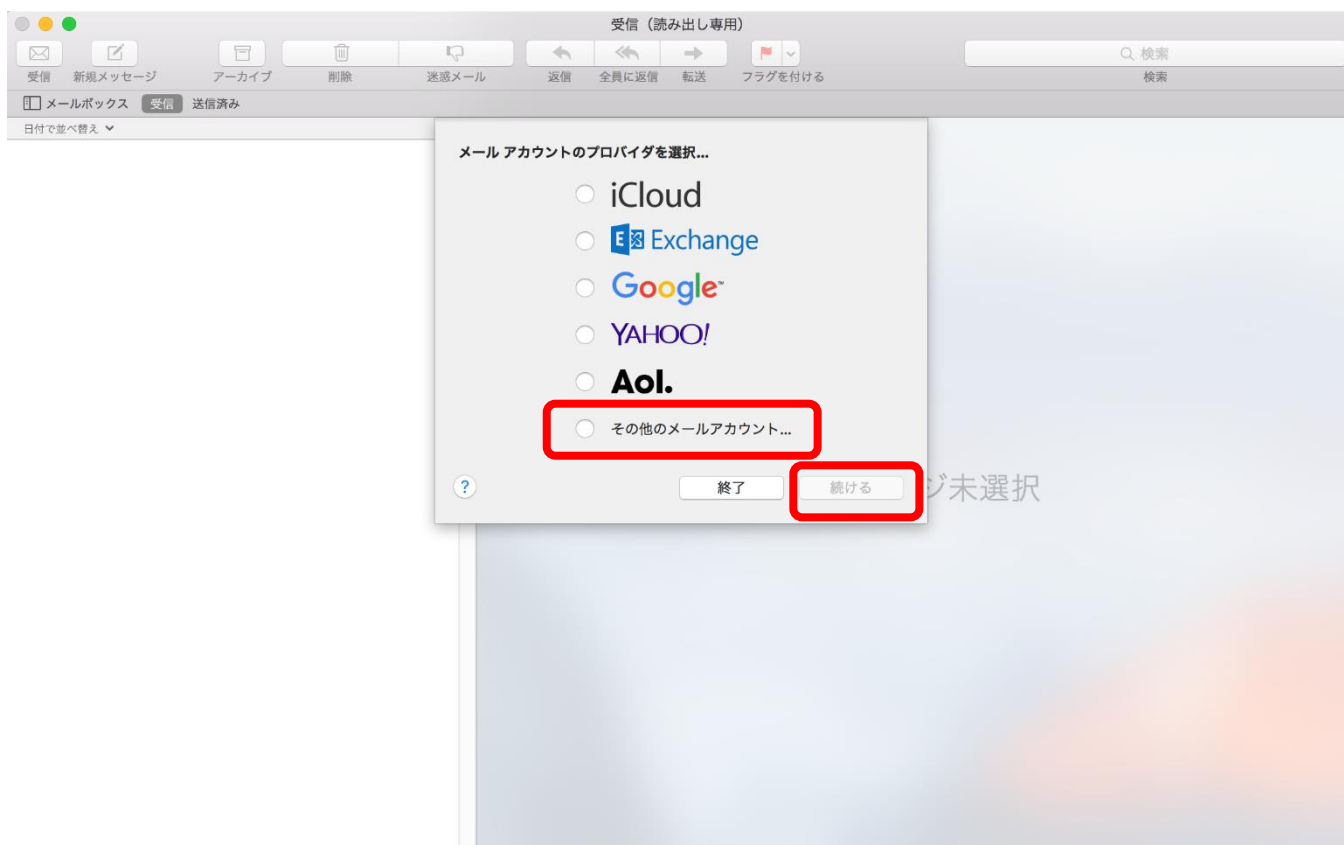 受信（読み出し専用）
検索
受信 新規メッセージ アーカイブ 削除 迷惑メール 返信 全員に返信 転送 フラグを付ける 検索
メールボックス 受信 送信済み
日付で並べ替え
メール アカウントのプロバイダを選択...
iCloud
E Exchange
Google™
YAHOO!
Aol.
その他のメールアカウント...
? 終了 続ける
ジ未選択